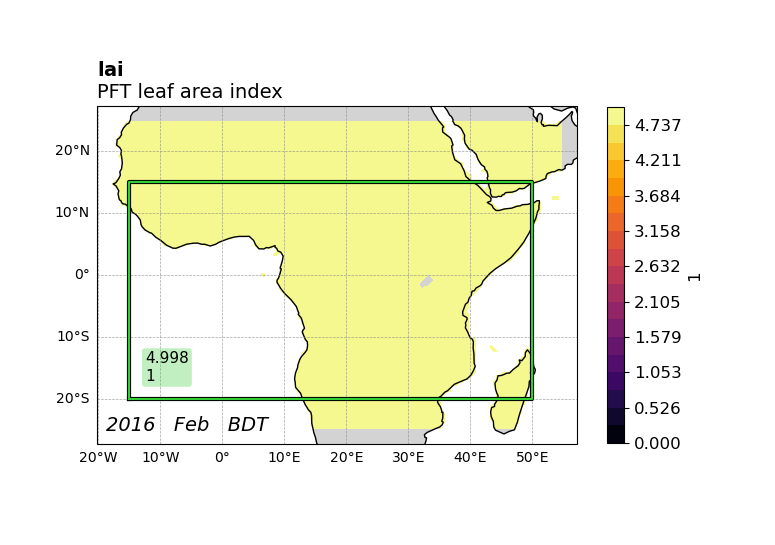 lai
PFT leaf area index
20°N
10°N
0°
10°S
20°S
4.998
1
2016 Feb BDT
20°W
10°W
0°
10°E
20°E
30°E
40°E
50°E
4.737
4.211
3.684
3.158
2.632
2.105
1.579
1.053
0.526
0.000
1